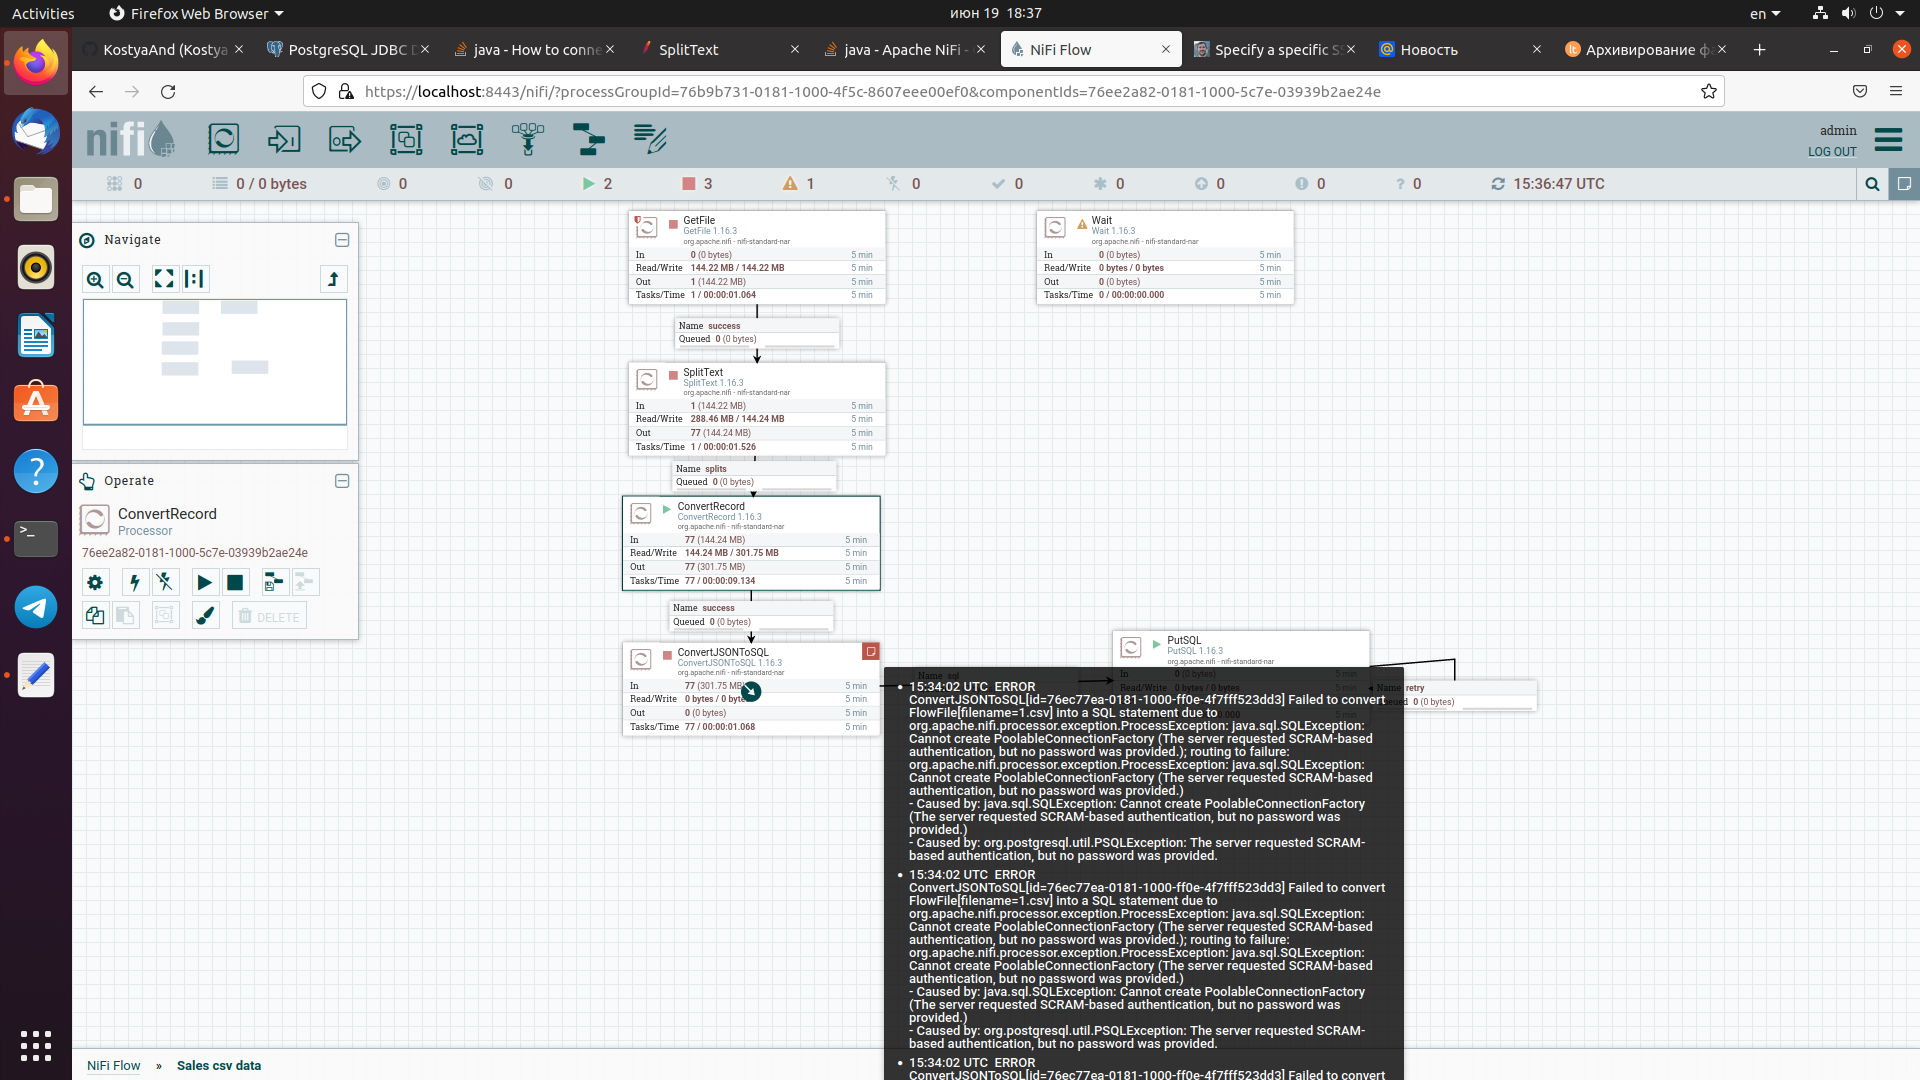 Activities
Firefox Web Browser
июн 19 18:37
en
KostyaAnd (Kostya
PostgreSQL JDBC D
java - How to conne
SplitText
java - Apache NiFi -
NiFi Flow
Specify a specific S
Новость
Архивирование фа
https://localhost:8443/nifi/?processGroupId=76b9b731-0181-1000-4f5c-8607eee00ef0&componentIds=76ee2a82-0181-1000-5c7e-03939b2ae24e
nifi
admin
LOG OUT
0
0 / 0 bytes
0
0
2
3
1
0
0
0
0
0
? 0
15:36:47 UTC
Navigate
Operate
ConvertRecord
Processor
76ee2a82-0181-1000-5c7e-03939b2ae24e
DELETE
GetFile
GetFile 1.16.3
org.apache.nifi - nifi-standard-nar
In 0 (0 bytes) 5 min
Read/Write 144.22 MB / 144.22 MB 5 min
Out 1 (144.22 MB) 5 min
Tasks/Time 1 / 00:00:01.064 5 min
Name success
Queued 0 (0 bytes)
SplitText
SplitText 1.16.3
org.apache.nifi - nifi-standard-nar
In 1 (144.22 MB) 5 min
Read/Write 288.46 MB / 144.24 MB 5 min
Out 77 (144.24 MB) 5 min
Tasks/Time 1 / 00:00:01.526 5 min
Name splits
Queued 0 (0 bytes)
ConvertRecord
ConvertRecord 1.16.3
org.apache.nifi - nifi-standard-nar
In 77 (144.24 MB) 5 min
Read/Write 144.24 MB / 301.75 MB 5 min
Out 77 (301.75 MB) 5 min
Tasks/Time 77 / 00:00:09.134 5 min
Name success
Queued 0 (0 bytes)
ConvertJSONToSQL
ConvertJSONToSQL 1.16.3
org.apache.nifi - nifi-standard-nar
In 77 (301.75 MB) 5 min
Read/Write 0 bytes / 0 bytes 5 min
Out 0 (0 bytes) 5 min
Tasks/Time 77 / 00:00:01.068 5 min
Wait
Wait 1.16.3
org.apache.nifi - nifi-standard-nar
In 0 (0 bytes) 5 min
Read/Write 0 bytes / 0 bytes 5 min
Out 0 (0 bytes) 5 min
Tasks/Time 0 / 00:00:00.000 5 min
PutSQL
PutSQL 1.16.3
org.apache.nifi - nifi-standard-nar
In 0 (0 bytes) 5 min
Read/Write 0 bytes / 0 bytes 5 min
Name sql
Name retry
Queued 0 (0 bytes)
• 15:34:02 UTC ERROR
ConvertJSONToSQL[id=76ec77ea-0181-1000-ff0e-4f7fff523dd3] Failed to convert
FlowFile[filename=1.csv] into a SQL statement due to
org.apache.nifi.processor.exception.ProcessException: java.sql.SQLException:
Cannot create PoolableConnectionFactory (The server requested SCRAM-based
authentication, but no password was provided.); routing to failure:
org.apache.nifi.processor.exception.ProcessException: java.sql.SQLException:
Cannot create PoolableConnectionFactory (The server requested SCRAM-based
authentication, but no password was provided.)
- Caused by: java.sql.SQLException: Cannot create PoolableConnectionFactory
(The server requested SCRAM-based authentication, but no password was
provided.)
- Caused by: org.postgresql.util.PSQLException: The server requested SCRAM-
based authentication, but no password was provided.
• 15:34:02 UTC ERROR
ConvertJSONToSQL[id=76ec77ea-0181-1000-ff0e-4f7fff523dd3] Failed to convert
FlowFile[filename=1.csv] into a SQL statement due to
org.apache.nifi.processor.exception.ProcessException: java.sql.SQLException:
Cannot create PoolableConnectionFactory (The server requested SCRAM-based
authentication, but no password was provided.); routing to failure:
org.apache.nifi.processor.exception.ProcessException: java.sql.SQLException:
Cannot create PoolableConnectionFactory (The server requested SCRAM-based
authentication, but no password was provided.)
- Caused by: java.sql.SQLException: Cannot create PoolableConnectionFactory
(The server requested SCRAM-based authentication, but no password was
provided.)
- Caused by: org.postgresql.util.PSQLException: The server requested SCRAM-
based authentication, but no password was provided.
• 15:34:02 UTC ERROR
ConvertJSONToSQL[id=76ec77ea-0181-1000-ff0e-4f7fff523dd3] Failed to convert
NiFi Flow » Sales csv data